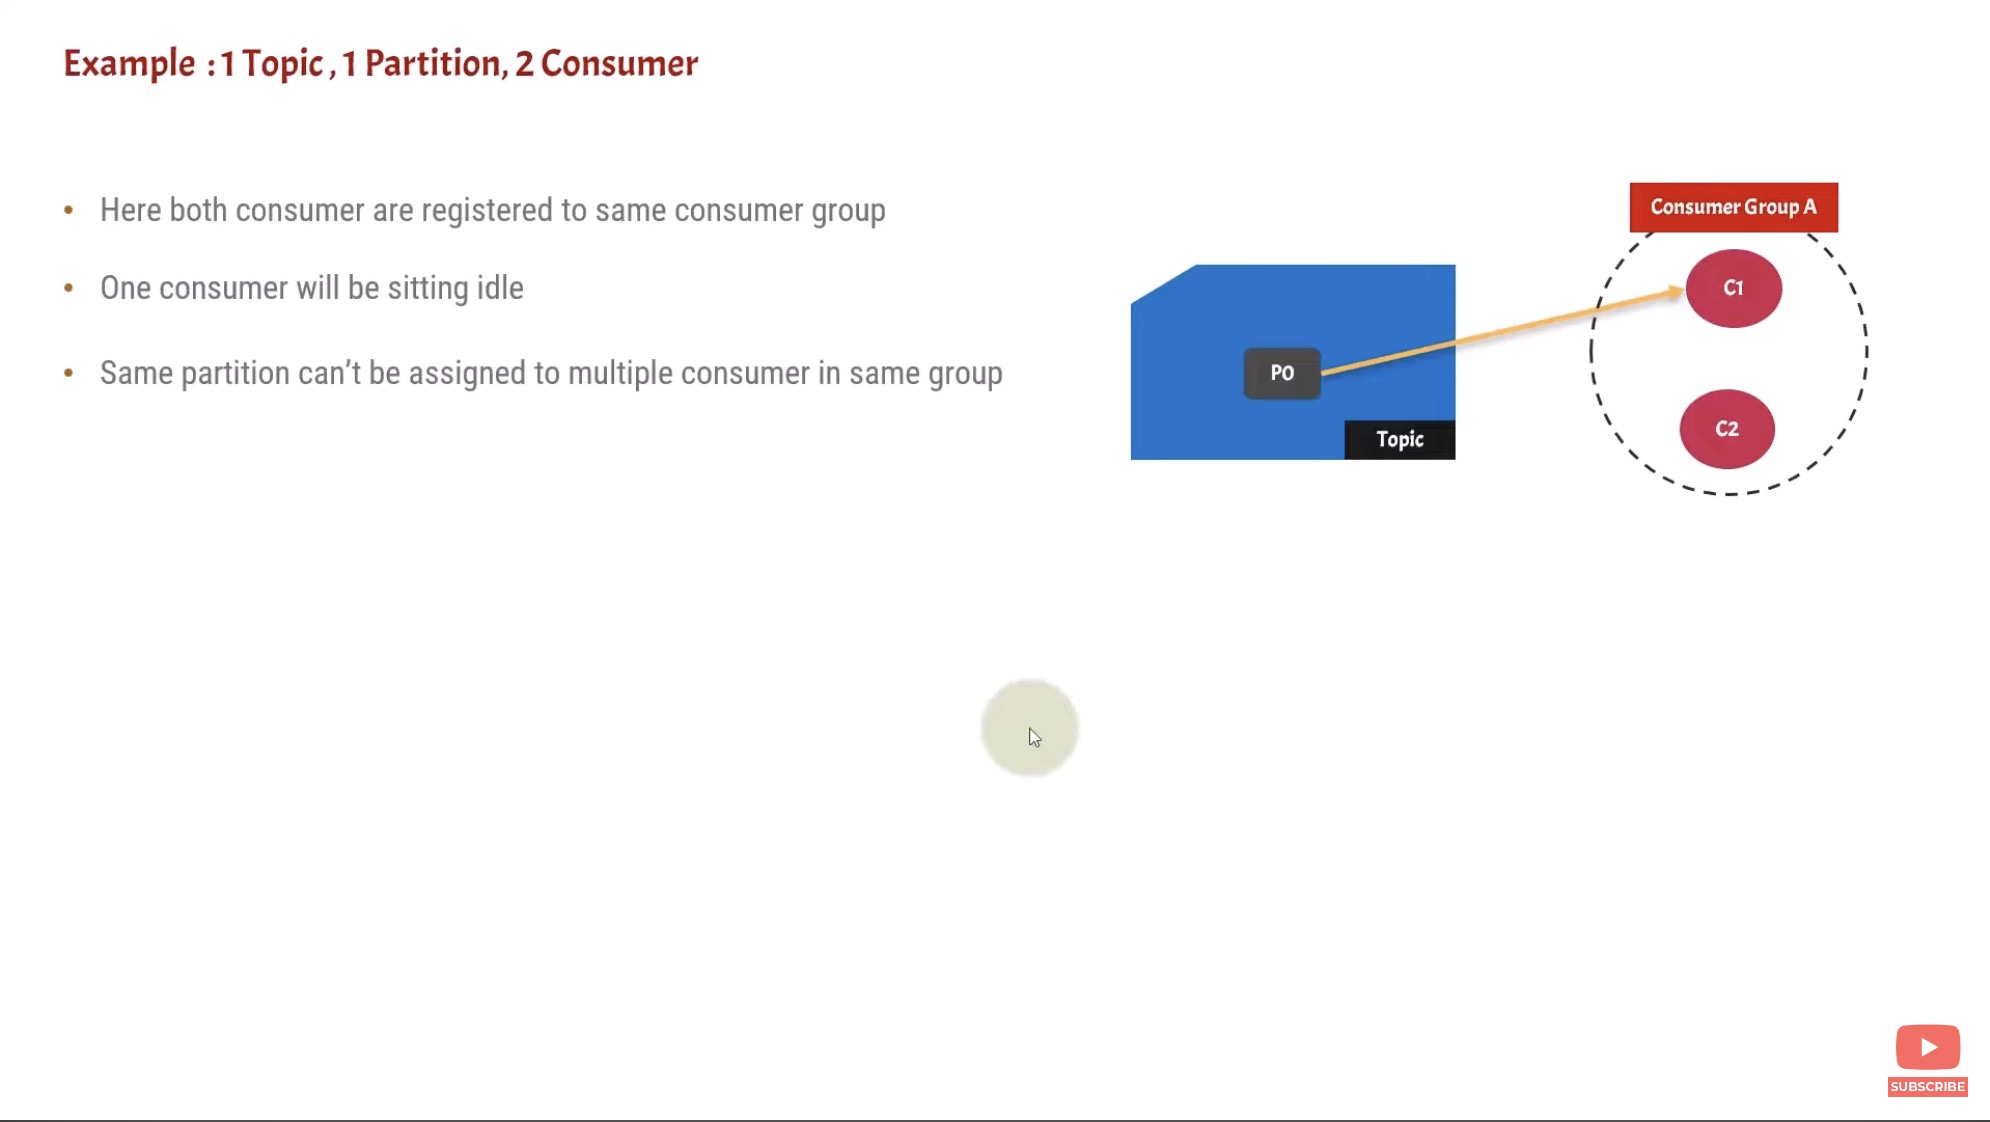 Example : 1 Topic , 1 Partition, 2 Consumer
• Here both consumer are registered to same consumer group
• One consumer will be sitting idle
• Same partition can’t be assigned to multiple consumer in same group
Consumer Group A
C1
P0
C2
Topic
SUBSCRIBE